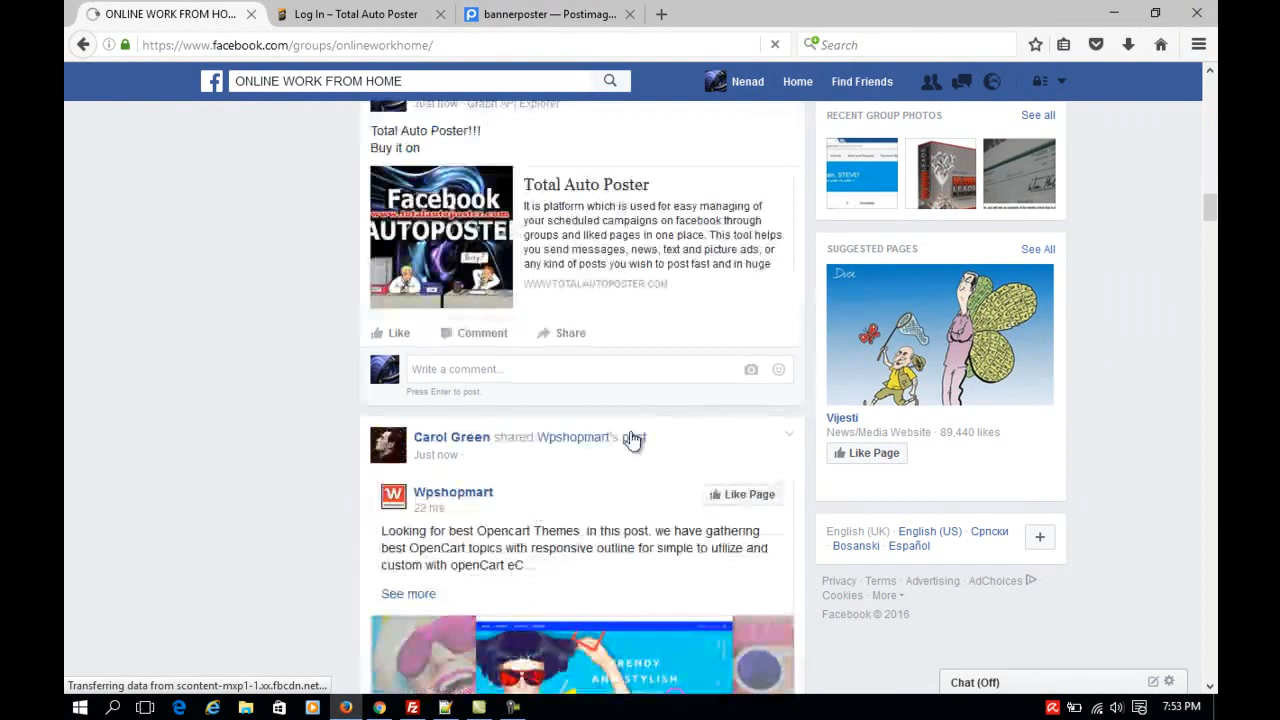 ONLINE WORK FROM HO...
Log In – Total Auto Poster
bannerposter — Postimag...
https://www.facebook.com/groups/onlineworkhome/
Search
ONLINE WORK FROM HOME
Nenad
Home
Find Friends
Just now · Graph API Explorer
Total Auto Poster!!!
Buy it on
Facebook
www.totalautoposter.com
AUTOPOSTER
Total Auto Poster
It is platform which is used for easy managing of
your scheduled campaigns on facebook through
groups and liked pages in one place. This tool helps
you send messages, news, text and picture ads, or
any kind of posts you wish to post fast and in huge
WWW.TOTALAUTOPOSTER.COM
Like
Comment
Share
Write a comment...
Press Enter to post.
Carol Green shared Wpshopmart's post
Just now ·
Wpshopmart
22 hrs
Like Page
Looking for best Opencart Themes in this post. we have gathering
best OpenCart topics with responsive outline for simple to utilize and
custom with openCart eC...
See more
TRENDY
AND STYLISH
RECENT GROUP PHOTOS
See all
SUGGESTED PAGES
See All
Vijesti
News/Media Website · 89,440 likes
Like Page
English (UK) · English (US) · Српски ·
Bosanski · Español
Privacy · Terms · Advertising · AdChoices ·
Cookies · More
Facebook © 2016
Chat (Off)
Transferring data from scontent-mxp1-1.xx.fbcdn.net...
7:53 PM